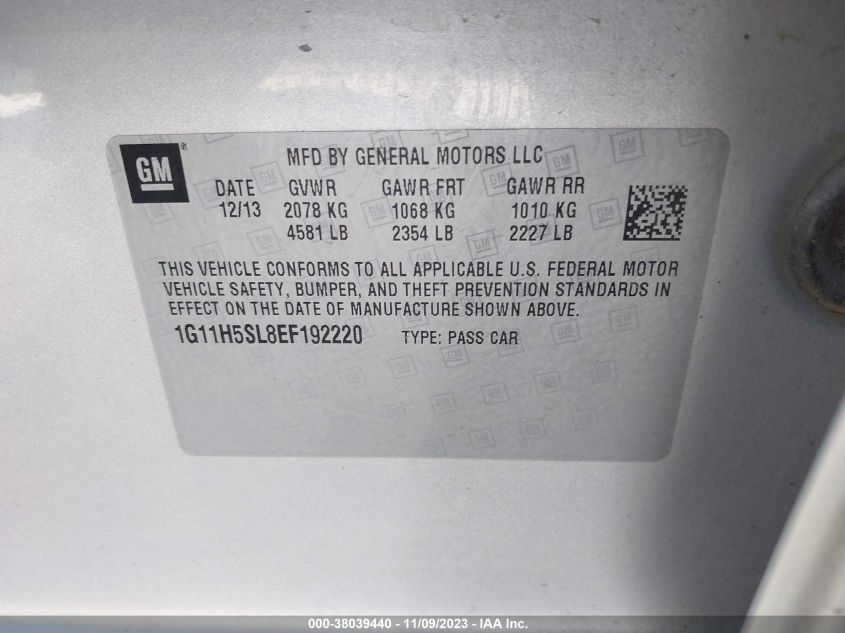 GM ®
MFD BY GENERAL MOTORS LLC
DATE GVWR GAWR FRT GAWR RR
12/13 2078 KG 1068 KG 1010 KG
4581 LB 2354 LB 2227 LB
THIS VEHICLE CONFORMS TO ALL APPLICABLE U.S. FEDERAL MOTOR
VEHICLE SAFETY, BUMPER, AND THEFT PREVENTION STANDARDS IN
EFFECT ON THE DATE OF MANUFACTURE SHOWN ABOVE.
1G11H5SL8EF192220 TYPE: PASS CAR
000-38039440 - 11/09/2023 - IAA Inc.